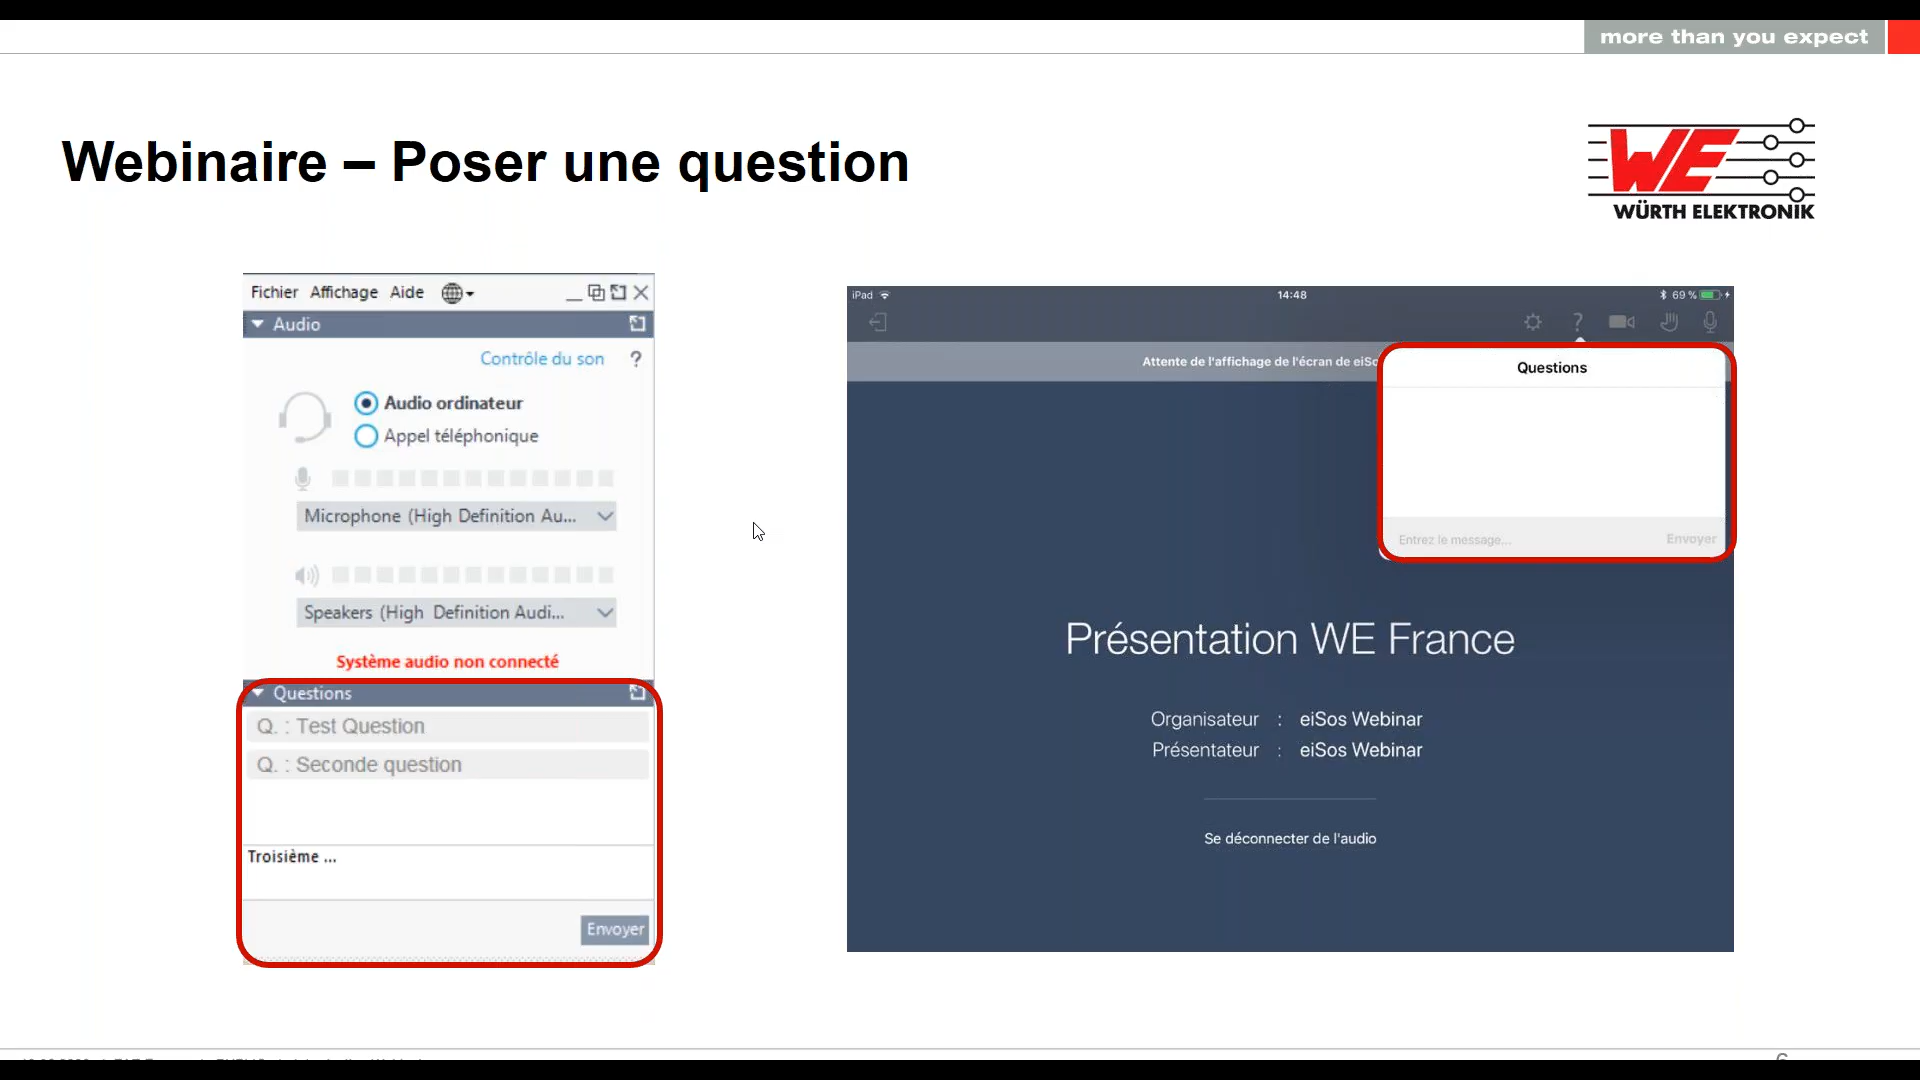 more than you expect
Webinaire – Poser une question
WE
WÜRTH ELEKTRONIK
Fichier Affichage Aide
Audio
Contrôle du son ?
Audio ordinateur
Appel téléphonique
Microphone (High Definition Au...
Speakers (High Definition Audi...
Système audio non connecté
Questions
Q. : Test Question
Q. : Seconde question
Troisième ...
Envoyer
iPad 14:48 69 %
?
Attente de l'affichage de l'écran de eiSo
Questions
Entrez le message... Envoyer
Présentation WE France
Organisateur : eiSos Webinar
Présentateur : eiSos Webinar
Se déconnecter de l'audio
6